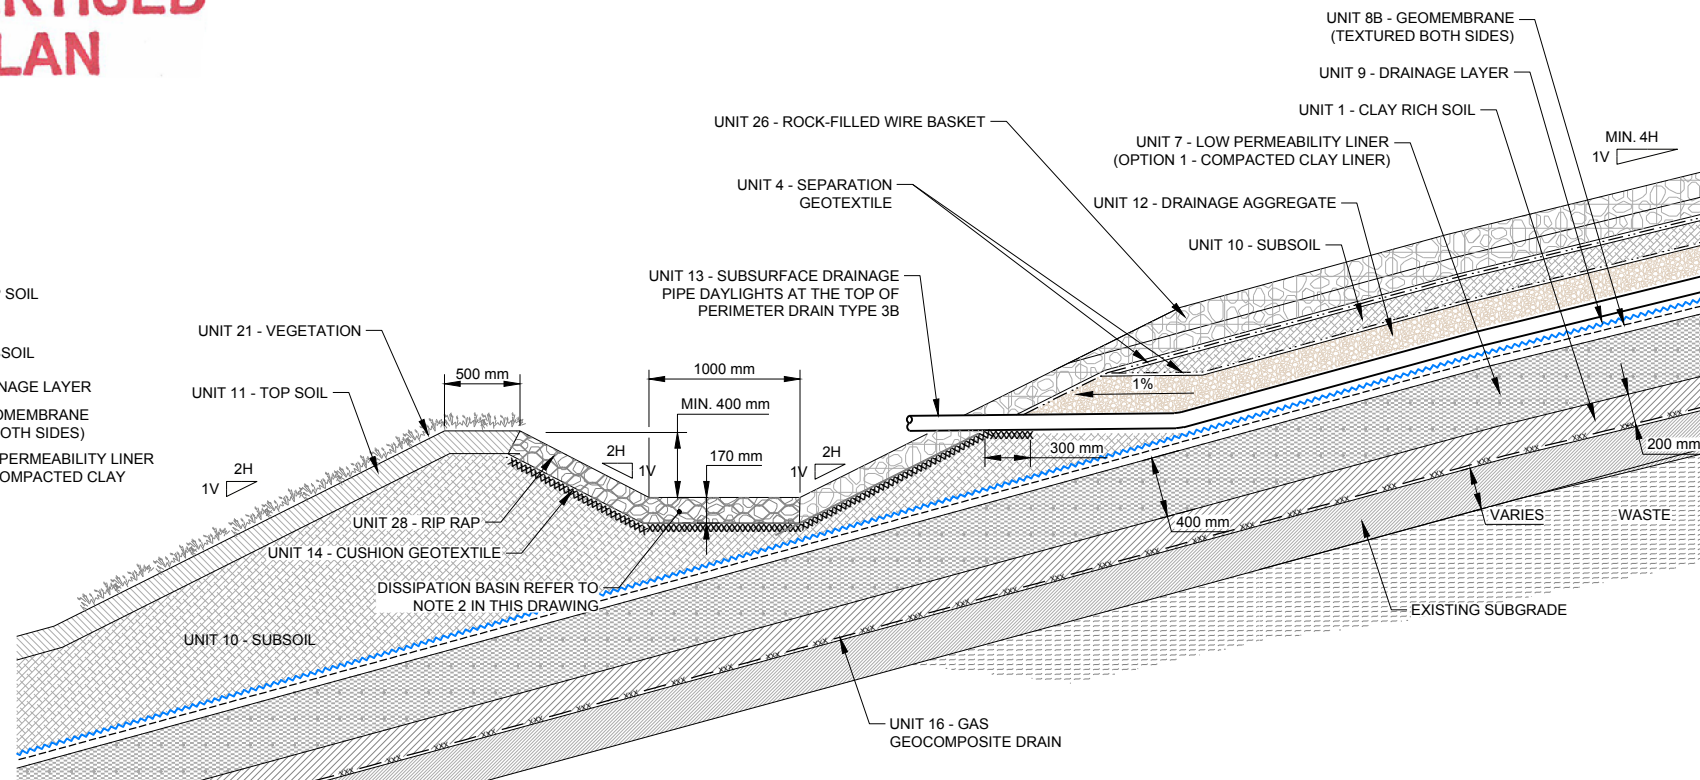 LAN
UNIT 8B - GEOMEMBRANE
(TEXTURED BOTH SIDES)
UNIT 9 - DRAINAGE LAYER
UNIT 1 - CLAY RICH SOIL
UNIT 26 - ROCK-FILLED WIRE BASKET
UNIT 7 - LOW PERMEABILITY LINER
(OPTION 1 - COMPACTED CLAY LINER)
MIN. 4H
1V
UNIT 4 - SEPARATION
GEOTEXTILE
UNIT 12 - DRAINAGE AGGREGATE
UNIT 10 - SUBSOIL
UNIT 13 - SUBSURFACE DRAINAGE
PIPE DAYLIGHTS AT THE TOP OF
PERIMETER DRAIN TYPE 3B
SOIL
UNIT 21 - VEGETATION
SOIL
500 mm
1000 mm
NAGE LAYER
UNIT 11 - TOP SOIL
1%
MIN. 400 mm
OMEMBRANE
OTH SIDES)
PERMEABILITY LINER
OMPACTED CLAY
2H
1V
2H
1V
170 mm
2H
1V
300 mm
200 mm
UNIT 28 - RIP RAP
400 mm
VARIES
WASTE
UNIT 14 - CUSHION GEOTEXTILE
DISSIPATION BASIN REFER TO
NOTE 2 IN THIS DRAWING
EXISTING SUBGRADE
UNIT 10 - SUBSOIL
UNIT 16 - GAS
GEOCOMPOSITE DRAIN